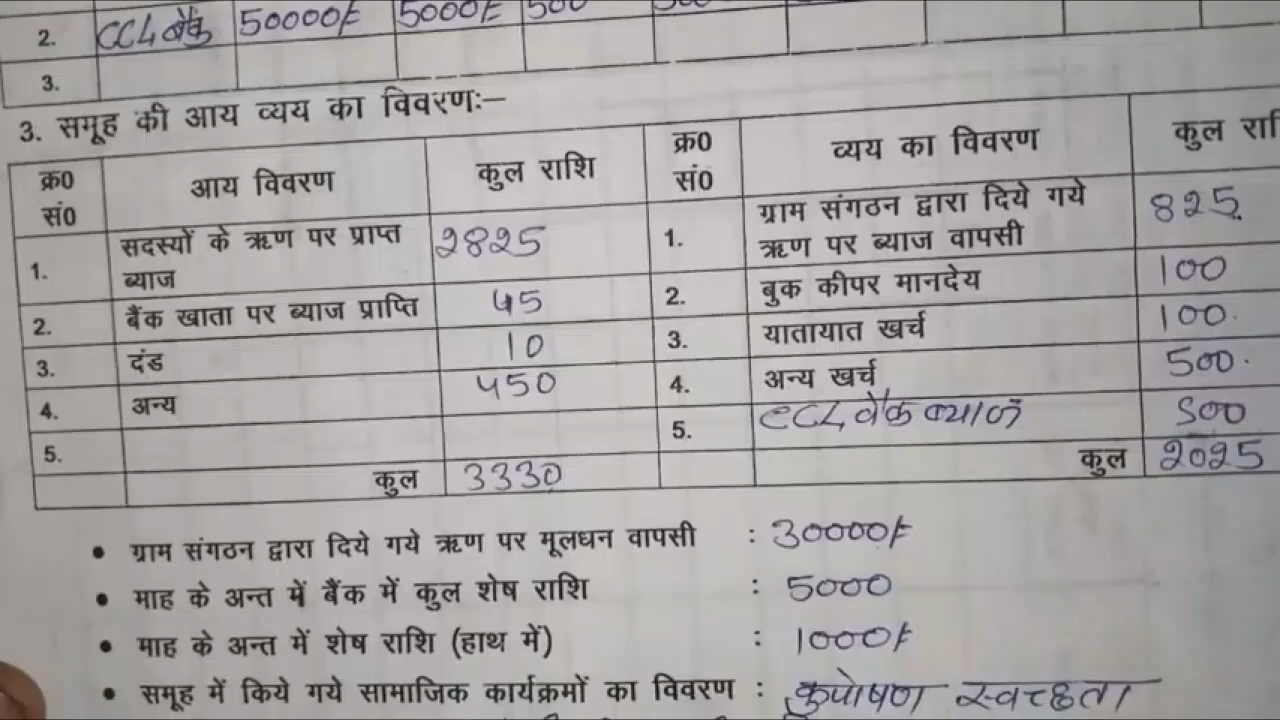 2. CCL बैंक 50000/- 5000/- 500
3.
3. समूह की आय व्यय का विवरणः–
क्र0 सं0 आय विवरण कुल राशि क्र0 सं0 व्यय का विवरण कुल
1. सदस्यों के ऋण पर प्राप्त ब्याज 2825 1. ग्राम संगठन द्वारा दिये गये ऋण पर ब्याज वापसी 825
2. बैंक खाता पर ब्याज प्राप्ति 45 2. बुक कीपर मानदेय 100
3. दंड 10 3. यातायात खर्च 100
4. अन्य 450 4. अन्य खर्च 500
5. 5. CCL बैंक ब्याज 500
कुल 3330 कुल 2025
• ग्राम संगठन द्वारा दिये गये ऋण पर मूलधन वापसी : 30000/-
• माह के अन्त में बैंक में कुल शेष राशि : 5000
• माह के अन्त में शेष राशि (हाथ में) : 1000/-
• समूह में किये गये सामाजिक कार्यक्रमों का विवरण : कुपोषण स्वच्छता